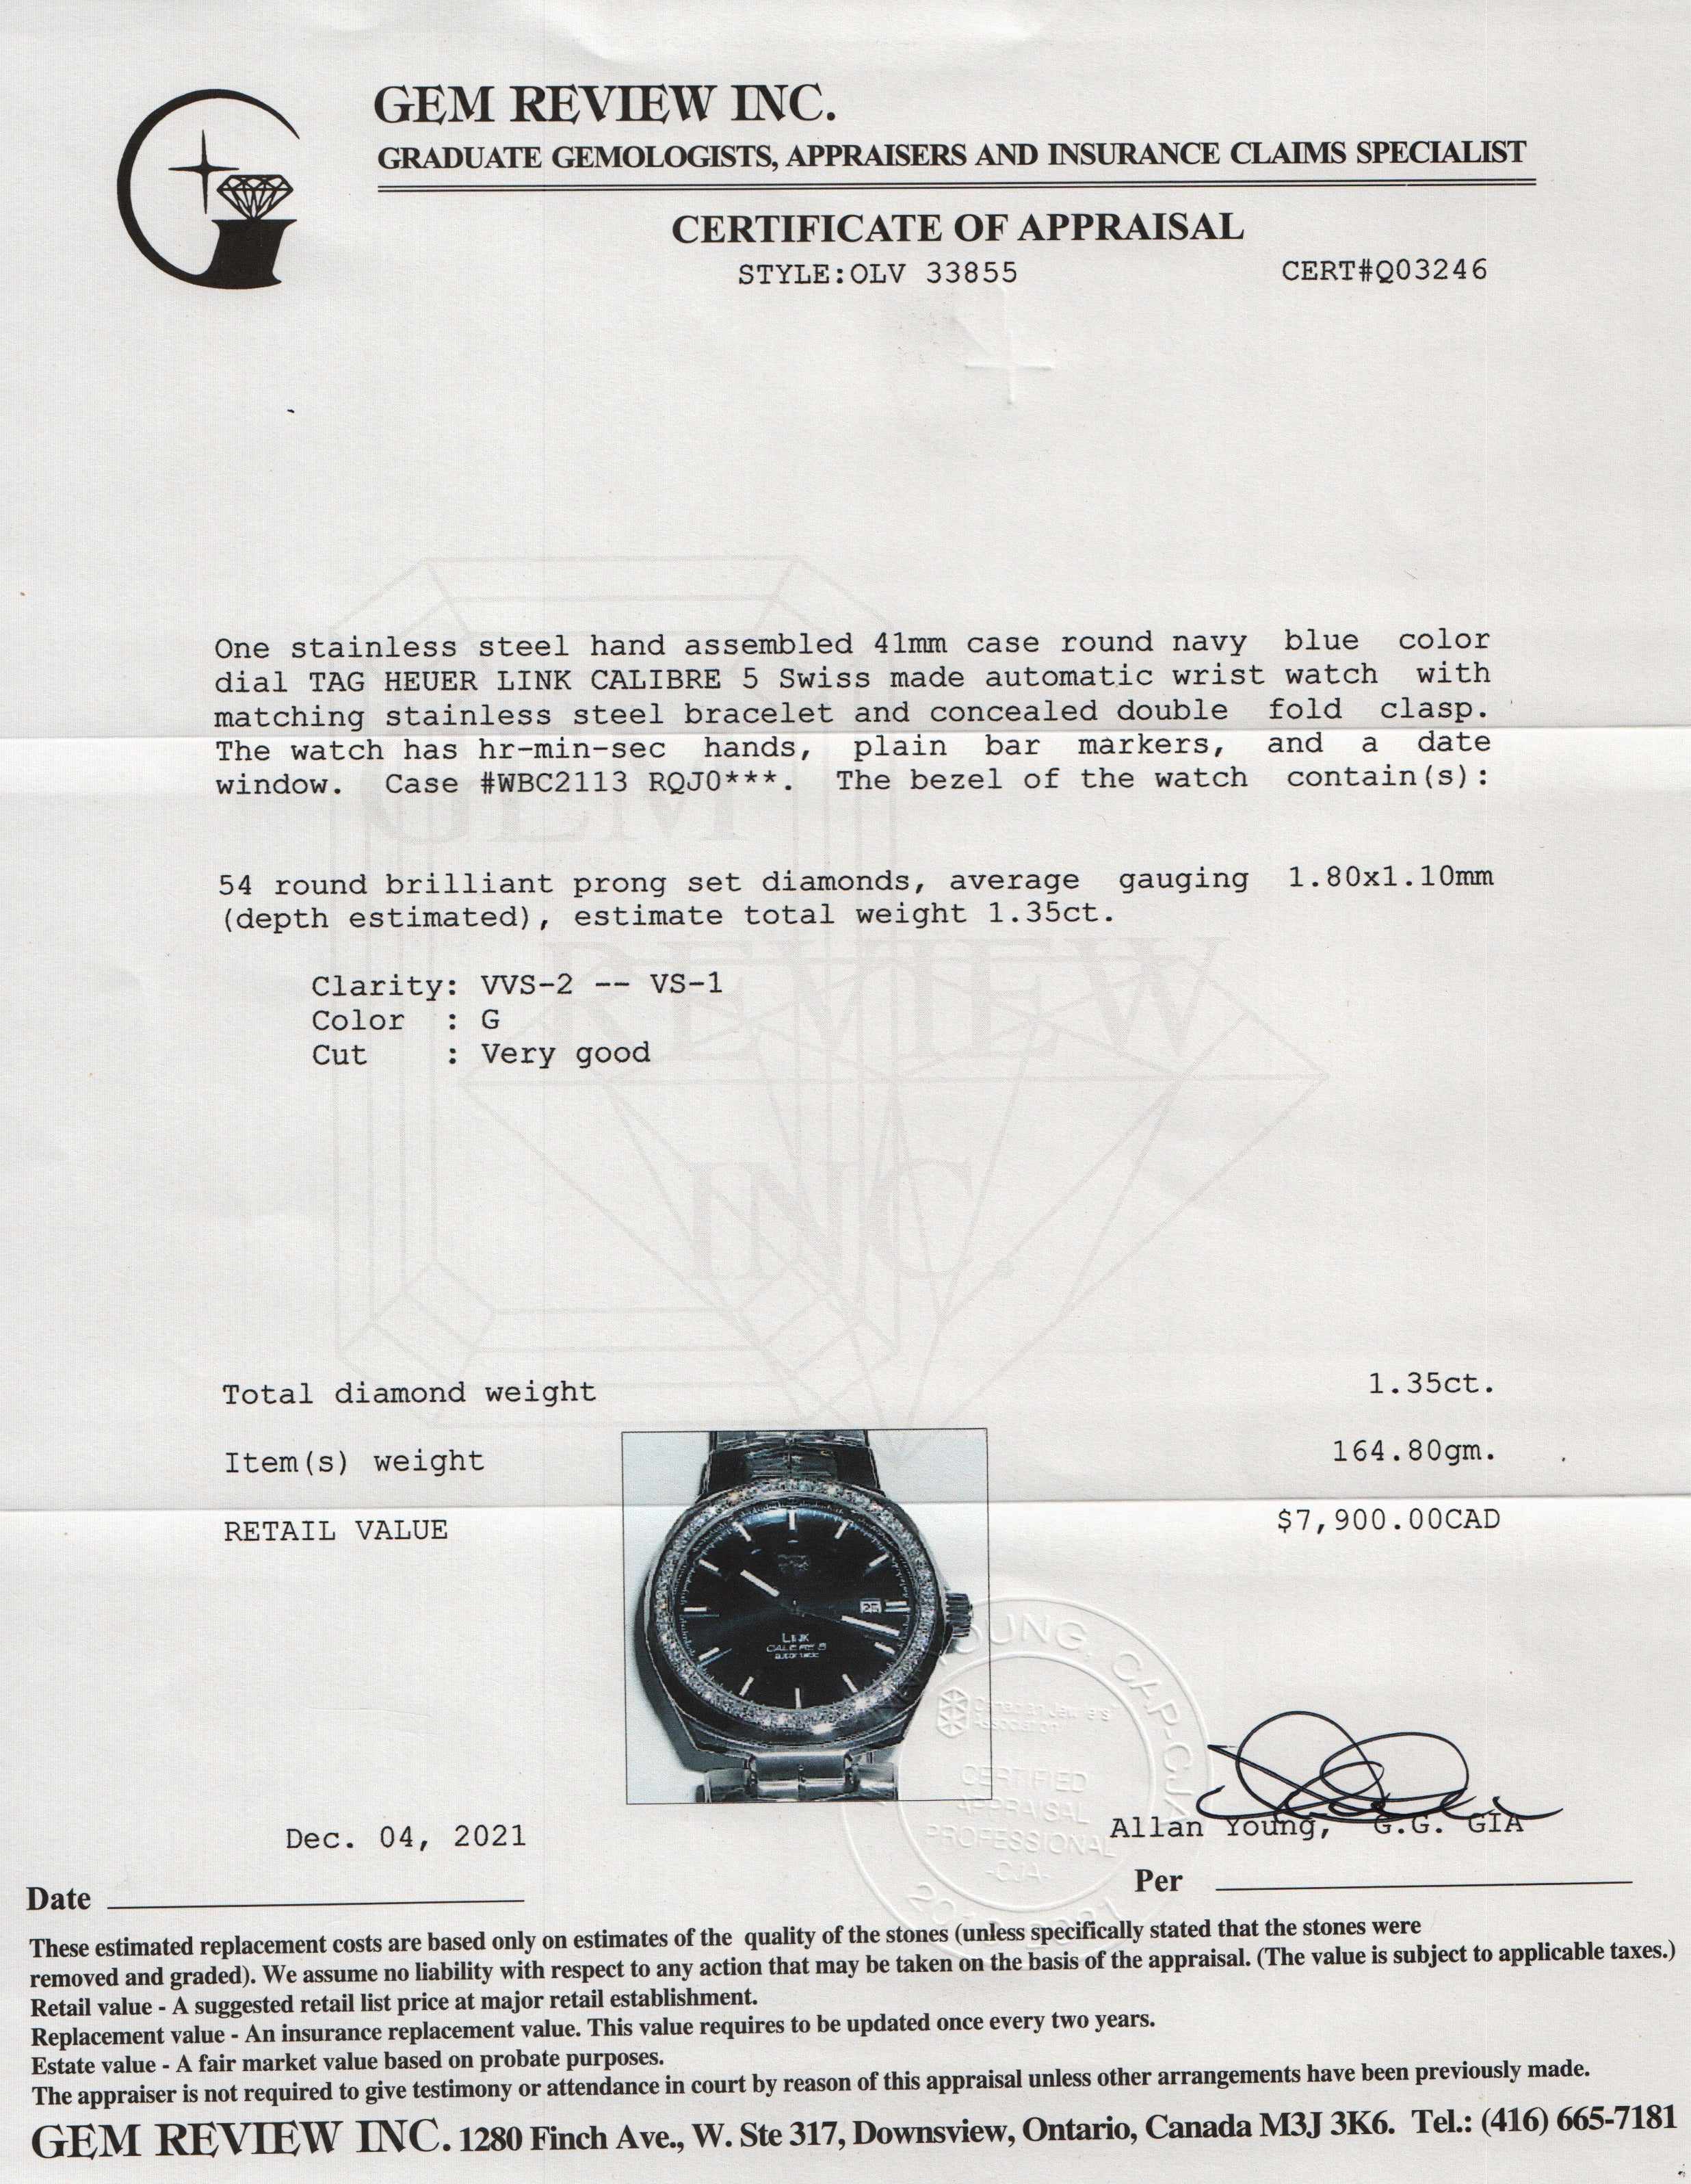 GEM REVIEW INC.
GRADUATE GEMOLOGISTS, APPRAISERS AND INSURANCE CLAIMS SPECIALIST
CERTIFICATE OF APPRAISAL
STYLE:OLV 33855
CERT#Q03246
One stainless steel hand assembled 41mm case round navy blue color
dial TAG HEUER LINK CALIBRE 5 Swiss made automatic wrist watch with
matching stainless steel bracelet and concealed double fold clasp.
The watch has hr-min-sec hands, plain bar markers, and a date
window. Case #WBC2113 RQJ0***. The bezel of the watch contain(s):
54 round brilliant prong set diamonds, average gauging 1.80x1.10mm
(depth estimated), estimate total weight 1.35ct.
Clarity: VVS-2 -- VS-1
Color : G
Cut : Very good
GEM
REVIEW
INC.
Total diamond weight 1.35ct.
Item(s) weight 164.80gm.
RETAIL VALUE $7,900.00CAD
25
LINK
CALIBRE 5
AUTOMATIC
YOUNG, CAP-CJA
Canadian Jewellers
Association
CERTIFIED
APPRAISAL
PROFESSIONAL
-CJA-
Dec. 04, 2021
Allan Young, G.G. GIA
Date
Per
These estimated replacement costs are based only on estimates of the quality of the stones (unless specifically stated that the stones were
removed and graded). We assume no liability with respect to any action that may be taken on the basis of the appraisal. (The value is subject to applicable taxes.)
Retail value - A suggested retail list price at major retail establishment.
Replacement value - An insurance replacement value. This value requires to be updated once every two years.
Estate value - A fair market value based on probate purposes.
The appraiser is not required to give testimony or attendance in court by reason of this appraisal unless other arrangements have been previously made.
GEM REVIEW INC. 1280 Finch Ave., W. Ste 317, Downsview, Ontario, Canada M3J 3K6. Tel.: (416) 665-7181